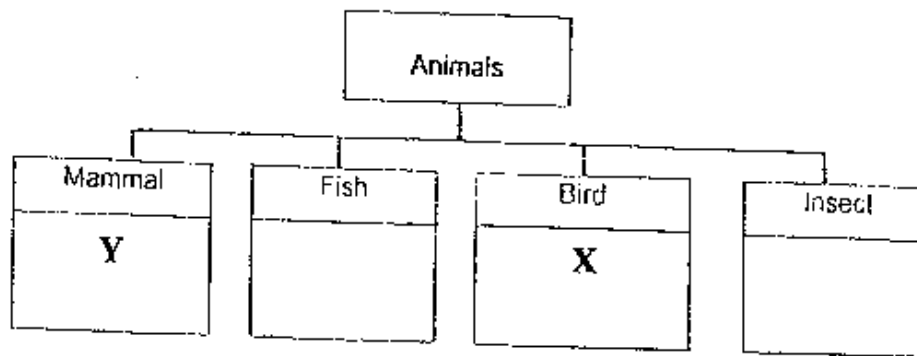 Animals
Mammal
Fish
Bird
Insect
Y
X